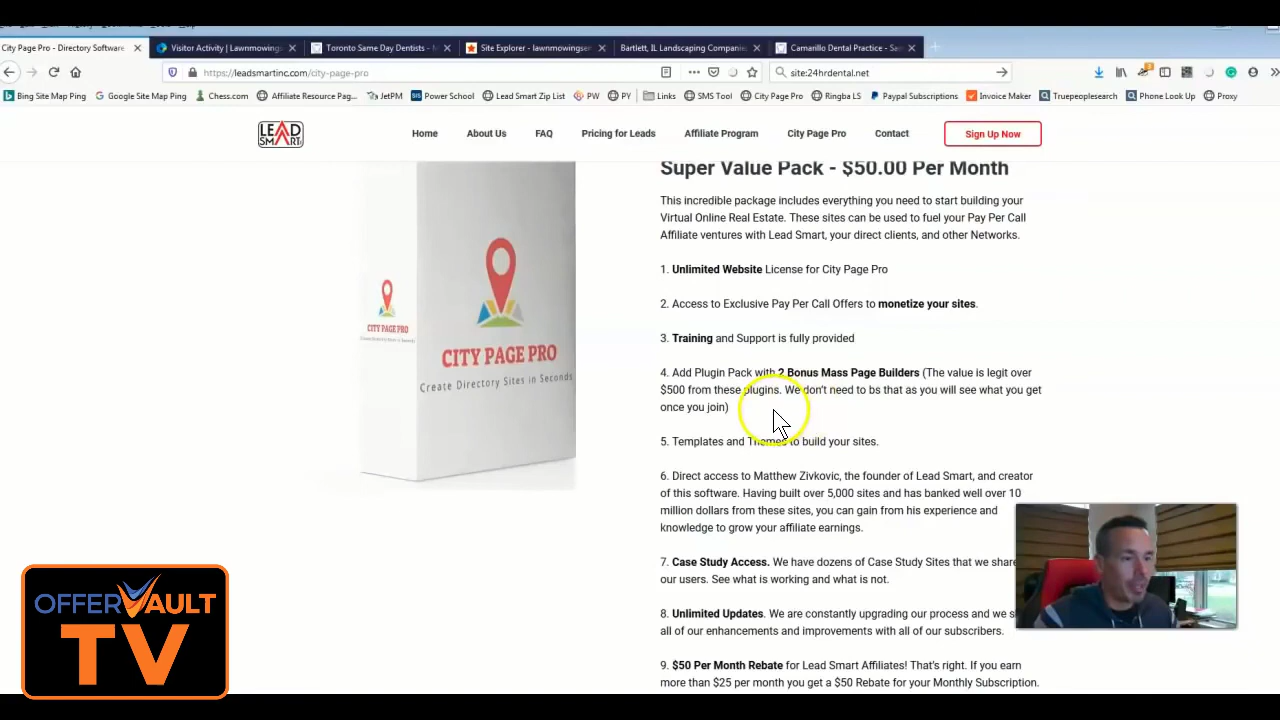 City Page Pro - Directory Software
Visitor Activity | Lawnmowing
Toronto Same Day Dentists -
Site Explorer - lawnmowingser
Bartlett, IL Landscaping Companie
Camarillo Dental Practice - Sam
https://leadsmartinc.com/city-page-pro
site:24hrdental.net
Bing Site Map Ping
Google Site Map Ping
Chess.com
Affiliate Resource Pag...
JetPM
Power School
Lead Smart Zip List
PW
PY
Links
SMS Tool
City Page Pro
Ringba LS
Paypal Subscriptions
Invoice Maker
Truepeoplesearch
Phone Look Up
Proxy
LEAD
SMART
Home
About Us
FAQ
Pricing for Leads
Affiliate Program
City Page Pro
Contact
Sign Up Now
Super Value Pack - $50.00 Per Month
This incredible package includes everything you need to start building your
Virtual Online Real Estate. These sites can be used to fuel your Pay Per Call
Affiliate ventures with Lead Smart, your direct clients, and other Networks.
1. Unlimited Website License for City Page Pro
2. Access to Exclusive Pay Per Call Offers to monetize your sites.
3. Training and Support is fully provided
4. Add Plugin Pack with 2 Bonus Mass Page Builders (The value is legit over
$500 from these plugins. We don't need to bs that as you will see what you get
once you join)
5. Templates and Themes to build your sites.
6. Direct access to Matthew Zivkovic, the founder of Lead Smart, and creator
of this software. Having built over 5,000 sites and has banked well over 10
million dollars from these sites, you can gain from his experience and
knowledge to grow your affiliate earnings.
7. Case Study Access. We have dozens of Case Study Sites that we share
our users. See what is working and what is not.
8. Unlimited Updates. We are constantly upgrading our process and we s
all of our enhancements and improvements with all of our subscribers.
9. $50 Per Month Rebate for Lead Smart Affiliates! That's right. If you earn
more than $25 per month you get a $50 Rebate for your Monthly Subscription.
CITY PAGE PRO
CITY PAGE PRO
Create Directory Sites in Seconds
OFFERVAULT
TV